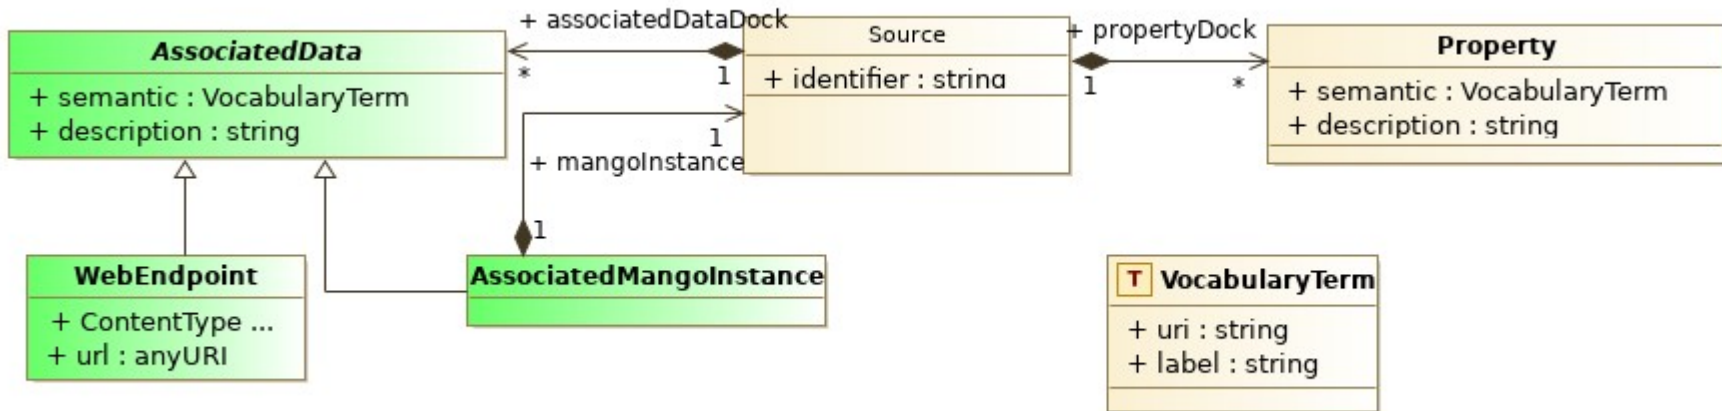 + associatedDataDock
Source
+ propertyDock
AssociatedData
Property
*
1
+ identifier : string
1
*
+ semantic : VocabularyTerm
+ description : string
+ semantic : VocabularyTerm
+ description : string
1
+ mangoInstance
1
WebEndpoint
AssociatedMangoInstance
T VocabularyTerm
+ ContentType ...
+ url : anyURI
+ uri : string
+ label : string